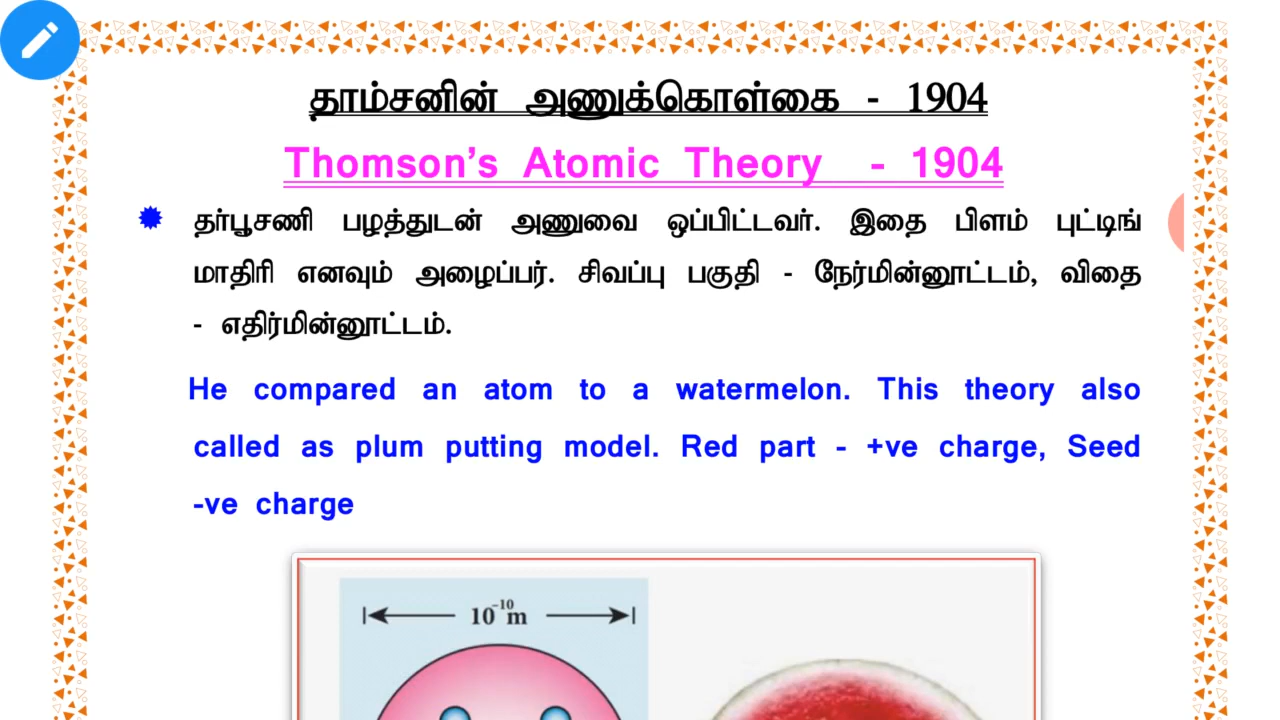 தாம்சனின் அணுக்கொள்கை - 1904
Thomson's Atomic Theory - 1904
தர்பூசணி பழத்துடன் அணுவை ஒப்பிட்டவர். இதை பிளம் புட்டிங்
மாதிரி எனவும் அழைப்பர். சிவப்பு பகுதி - நேர்மின்னூட்டம், விதை
- எதிர்மின்னூட்டம்.
He compared an atom to a watermelon. This theory also
called as plum putting model. Red part - +ve charge, Seed
-ve charge
10⁻¹⁰m